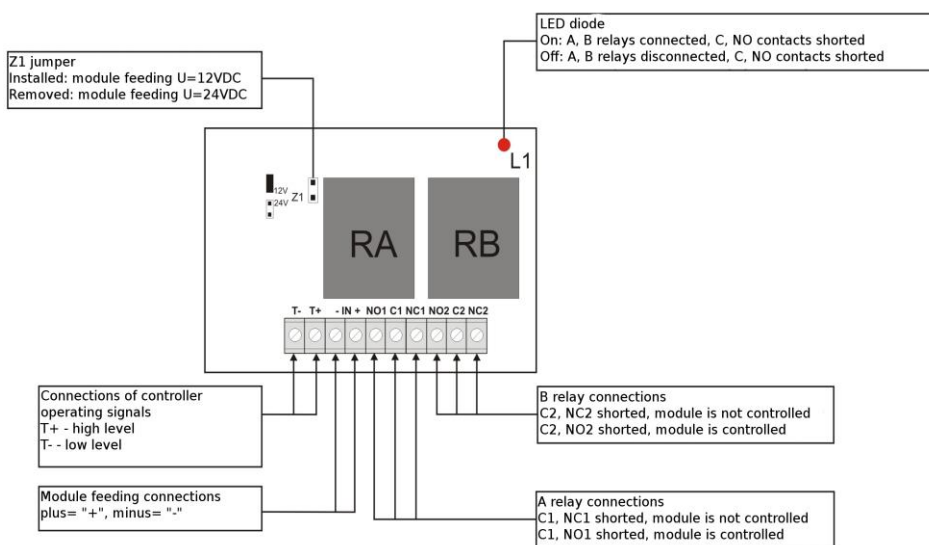 LED diode
On: A, B relays connected, C, NO contacts shorted
Off: A, B relays disconnected, C, NO contacts shorted
Z1 jumper
Installed: module feeding U=12VDC
Removed: module feeding U=24VDC
L1
12V
24V
Z1
RA
RB
T- T+ - IN + NO1 C1 NC1 NO2 C2 NC2
Connections of controller
operating signals
T+ - high level
T- - low level
B relay connections
C2, NC2 shorted, module is not controlled
C2, NO2 shorted, module is controlled
Module feeding connections
plus= "+", minus= "-"
A relay connections
C1, NC1 shorted, module is not controlled
C1, NO1 shorted, module is controlled